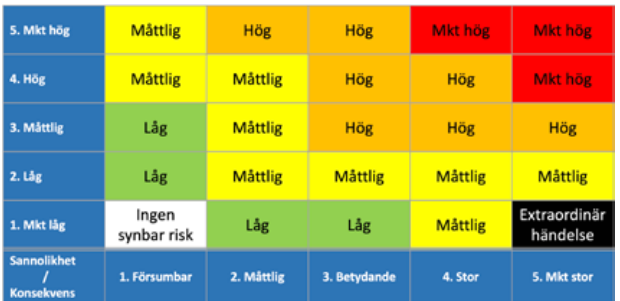 5. Mkt hög Måttlig Hög Hög Mkt hög Mkt hög
4. Hög Måttlig Måttlig Hög Hög Mkt hög
3. Måttlig Låg Måttlig Hög Hög Hög
2. Låg Låg Måttlig Måttlig Måttlig Måttlig
1. Mkt låg Ingen synbar risk Låg Låg Måttlig Extraordinär händelse
Sannolikhet / Konsekvens 1. Försumbar 2. Måttlig 3. Betydande 4. Stor 5. Mkt stor